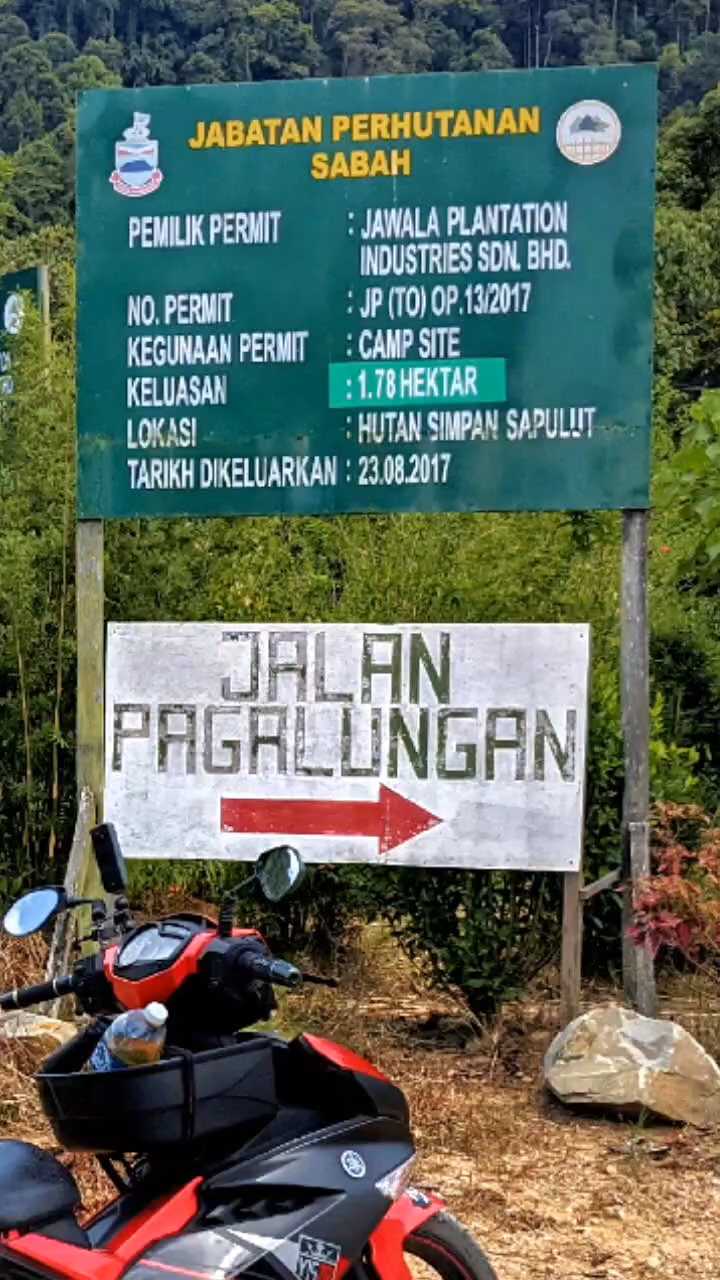 JABATAN PERHUTANAN
SABAH
PEMILIK PERMIT : JAWALA PLANTATION
INDUSTRIES SDN. BHD.
NO. PERMIT : JP (TO) OP.13/2017
KEGUNAAN PERMIT : CAMP SITE
KELUASAN : 1.78 HEKTAR
LOKASI : HUTAN SIMPAN SAPULUT
TARIKH DIKELUARKAN : 23.08.2017
JALAN
PAGALUNGAN